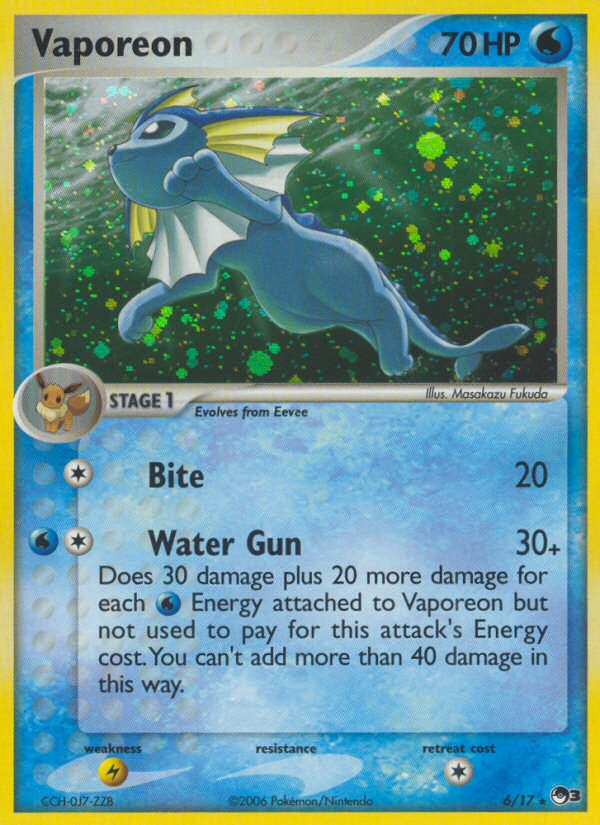 Vaporeon 70 HP
Illus. Masakazu Fukuda
STAGE 1
Evolves from Eevee
Bite 20
Water Gun 30+
Does 30 damage plus 20 more damage for
each Energy attached to Vaporeon but
not used to pay for this attack's Energy
cost. You can't add more than 40 damage in
this way.
weakness resistance retreat cost
CCH-0J7-ZZB ©2006 Pokémon/Nintendo 6/17 ★ 3